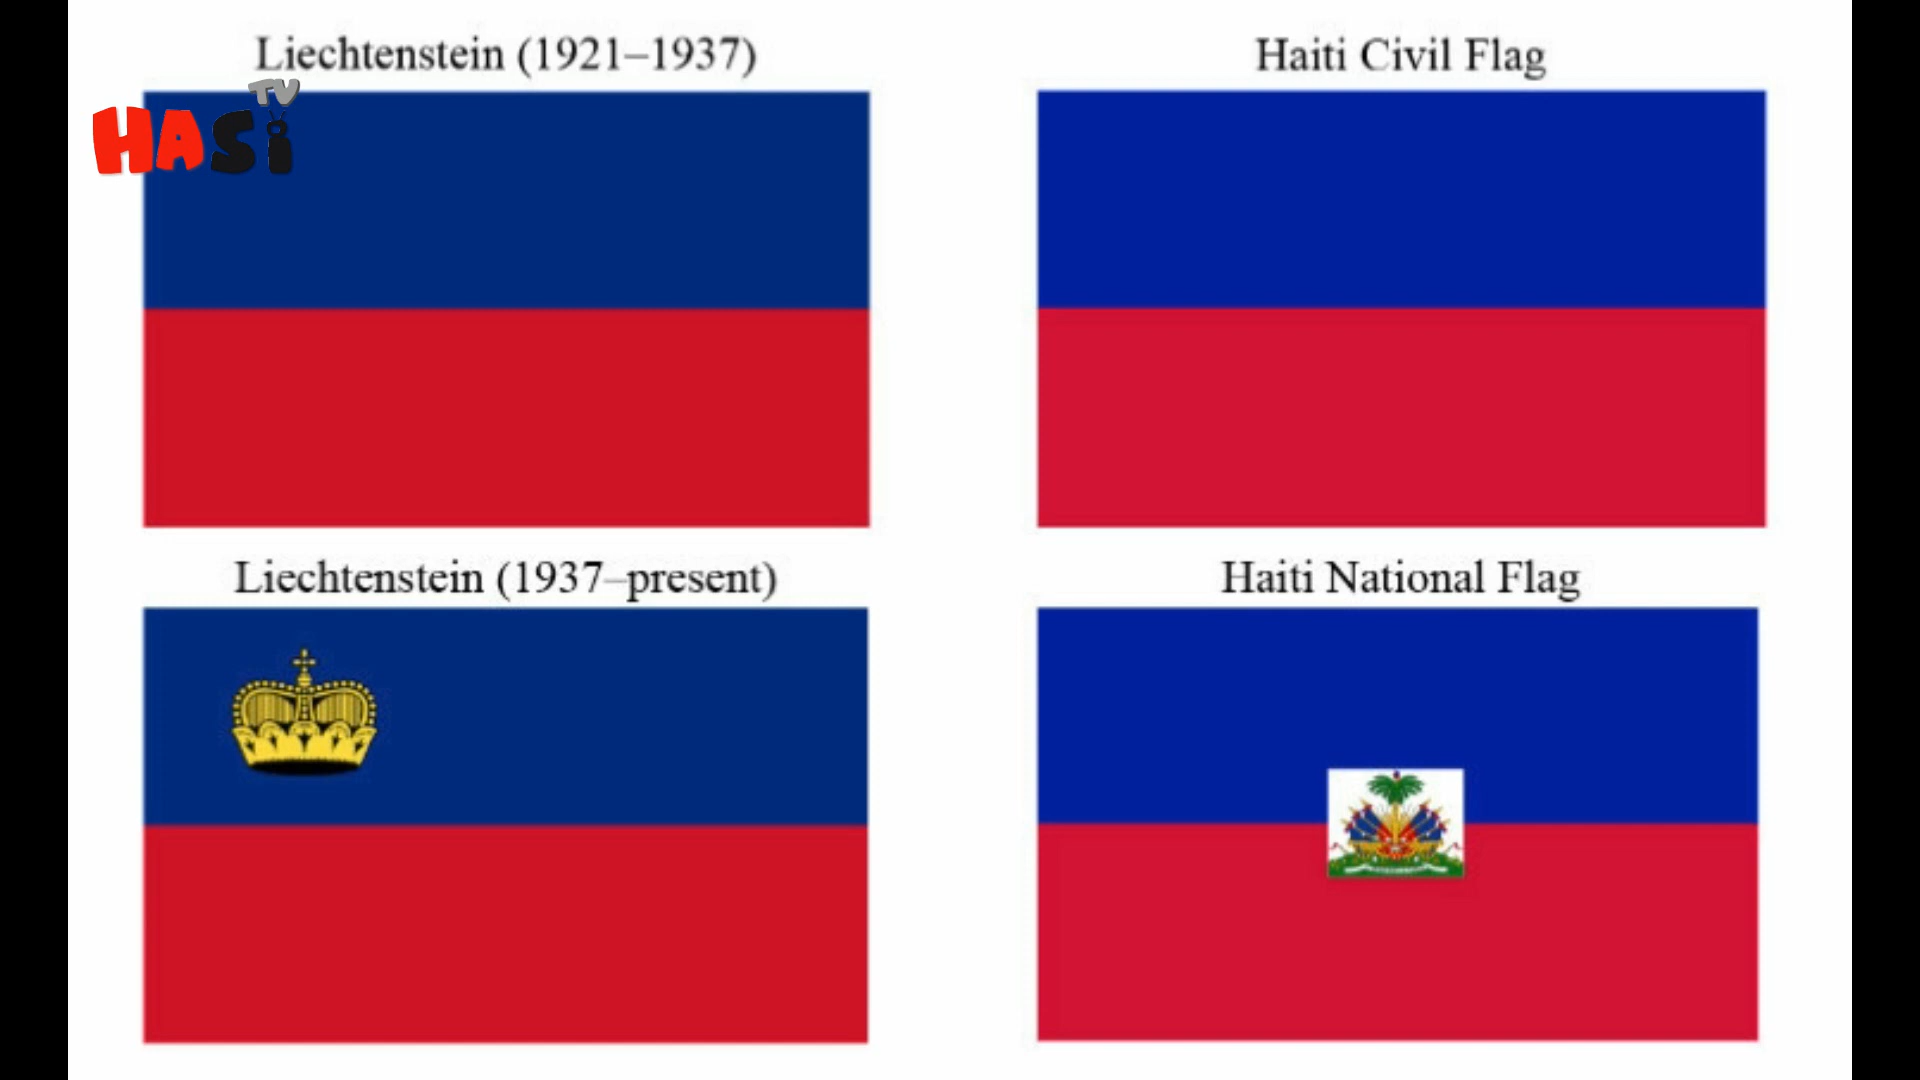 Liechtenstein (1921–1937)
Haiti Civil Flag
TV
HASi
Liechtenstein (1937–present)
Haiti National Flag